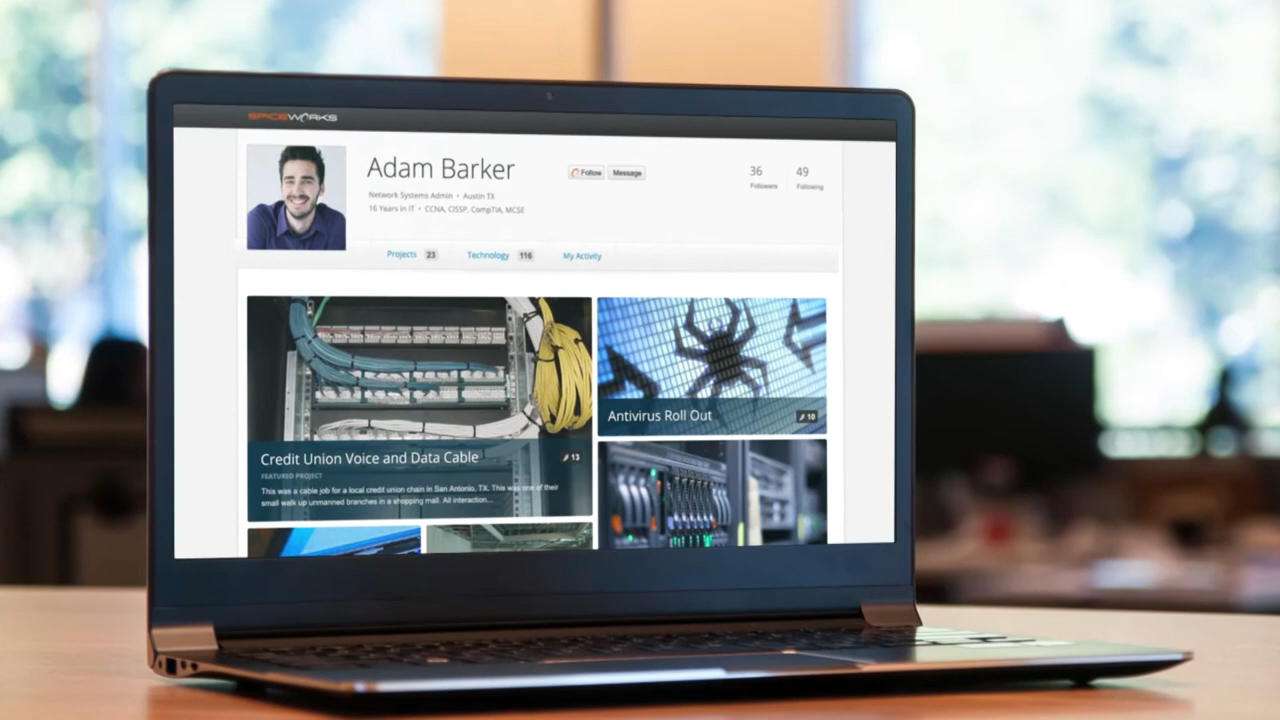 SPICEWORKS
Adam Barker
Follow
Message
36
Followers
49
Following
Network Systems Admin • Austin TX
16 Years in IT • CCNA, CISSP, CompTIA, MCSE
Projects 23
Technology 116
My Activity
Credit Union Voice and Data Cable
13
FEATURED PROJECT
This was a cable job for a local credit union chain in San Antonio, TX. This was one of their
small walk up unmanned branches in a shopping mall. All interaction...
Antivirus Roll Out
10